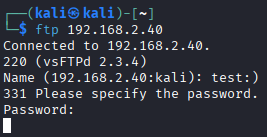 ┌──(kali㉿kali)-[~]
└─$ ftp 192.168.2.40
Connected to 192.168.2.40.
220 (vsFTPd 2.3.4)
Name (192.168.2.40:kali): test:)
331 Please specify the password.
Password: